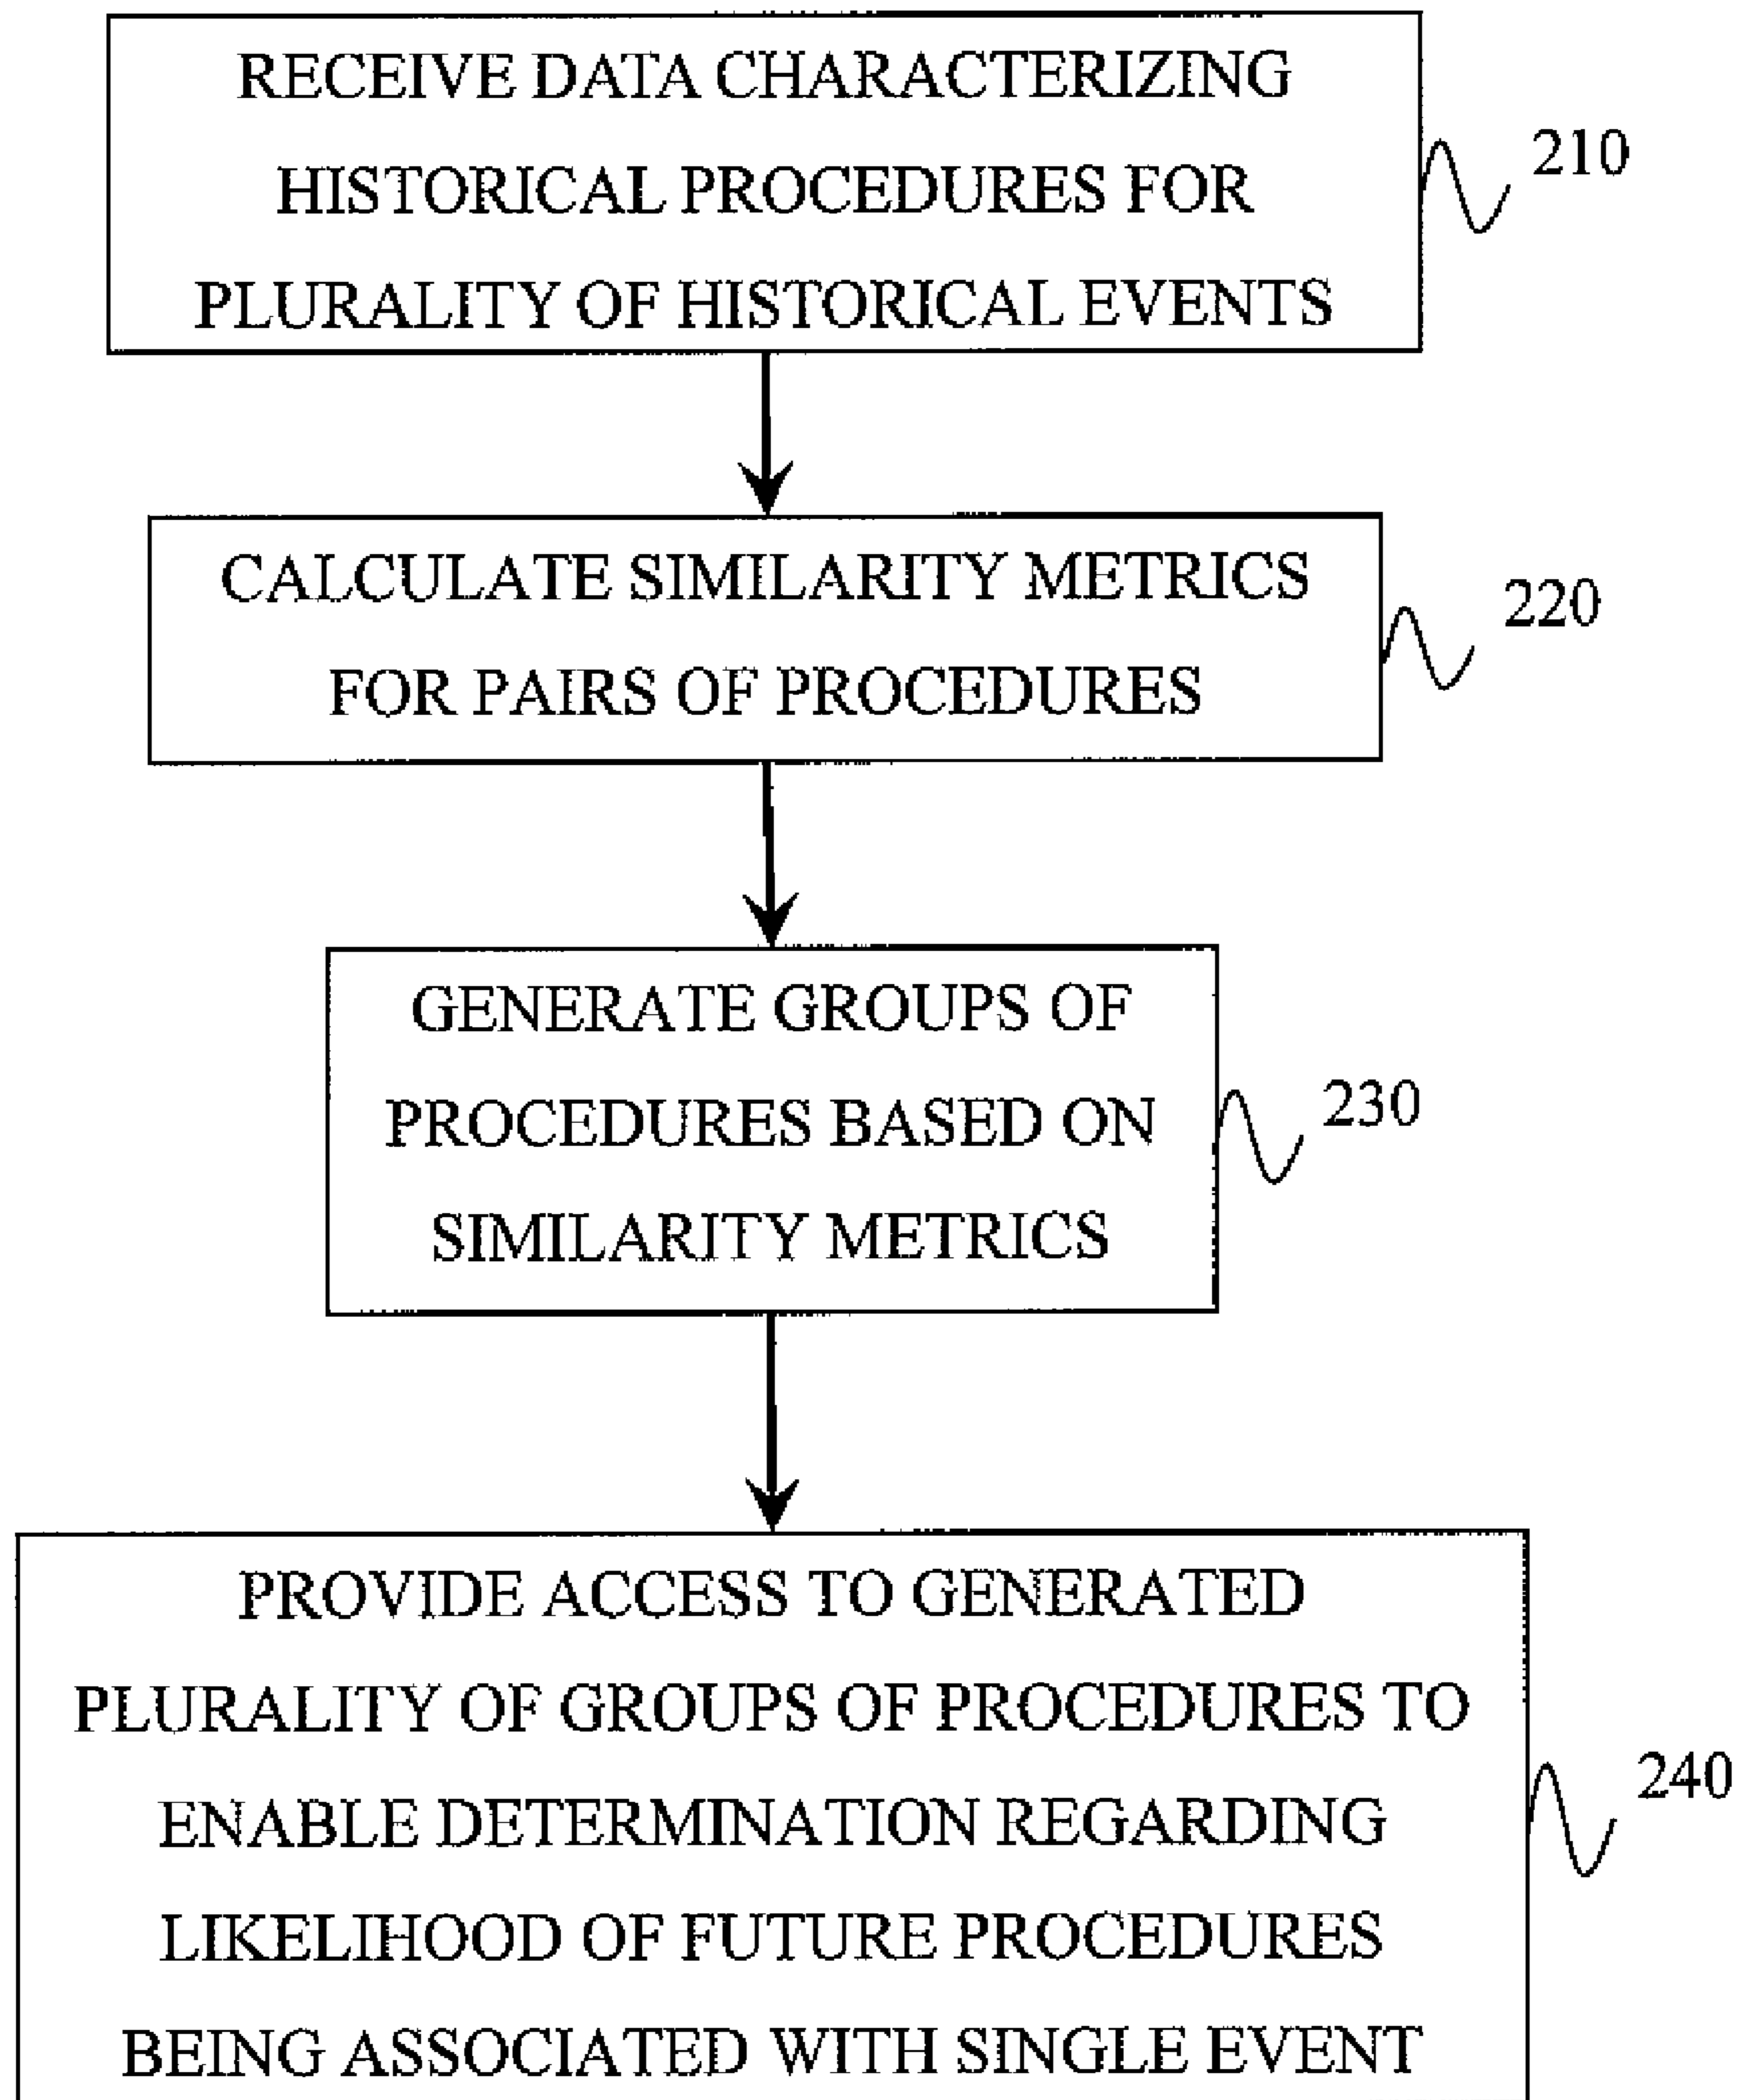 RECEIVE DATA CHARACTERIZING
HISTORICAL PROCEDURES FOR
PLURALITY OF HISTORICAL EVENTS
210
CALCULATE SIMILARITY METRICS
FOR PAIRS OF PROCEDURES
220
GENERATE GROUPS OF
PROCEDURES BASED ON
SIMILARITY METRICS
230
PROVIDE ACCESS TO GENERATED
PLURALITY OF GROUPS OF PROCEDURES TO
ENABLE DETERMINATION REGARDING
LIKELIHOOD OF FUTURE PROCEDURES
BEING ASSOCIATED WITH SINGLE EVENT
240